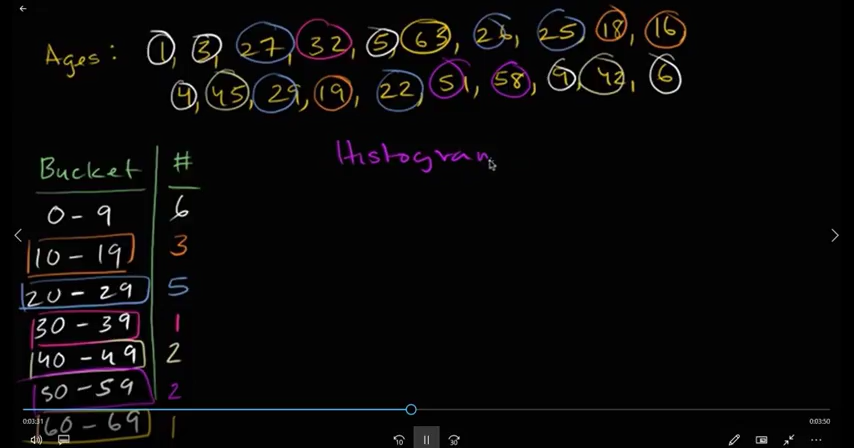 Ages: 1, 3, 27, 32, 5, 63, 26, 25, 18, 16
4, 45, 29, 19, 22, 51, 58, 9, 42, 6
Histogram
Bucket #
0 - 9 6
10 - 19 3
20 - 29 5
30 - 39 1
40 - 49 2
50 - 59 2
60 - 69 1
0:03:31 0:03:50
10 30